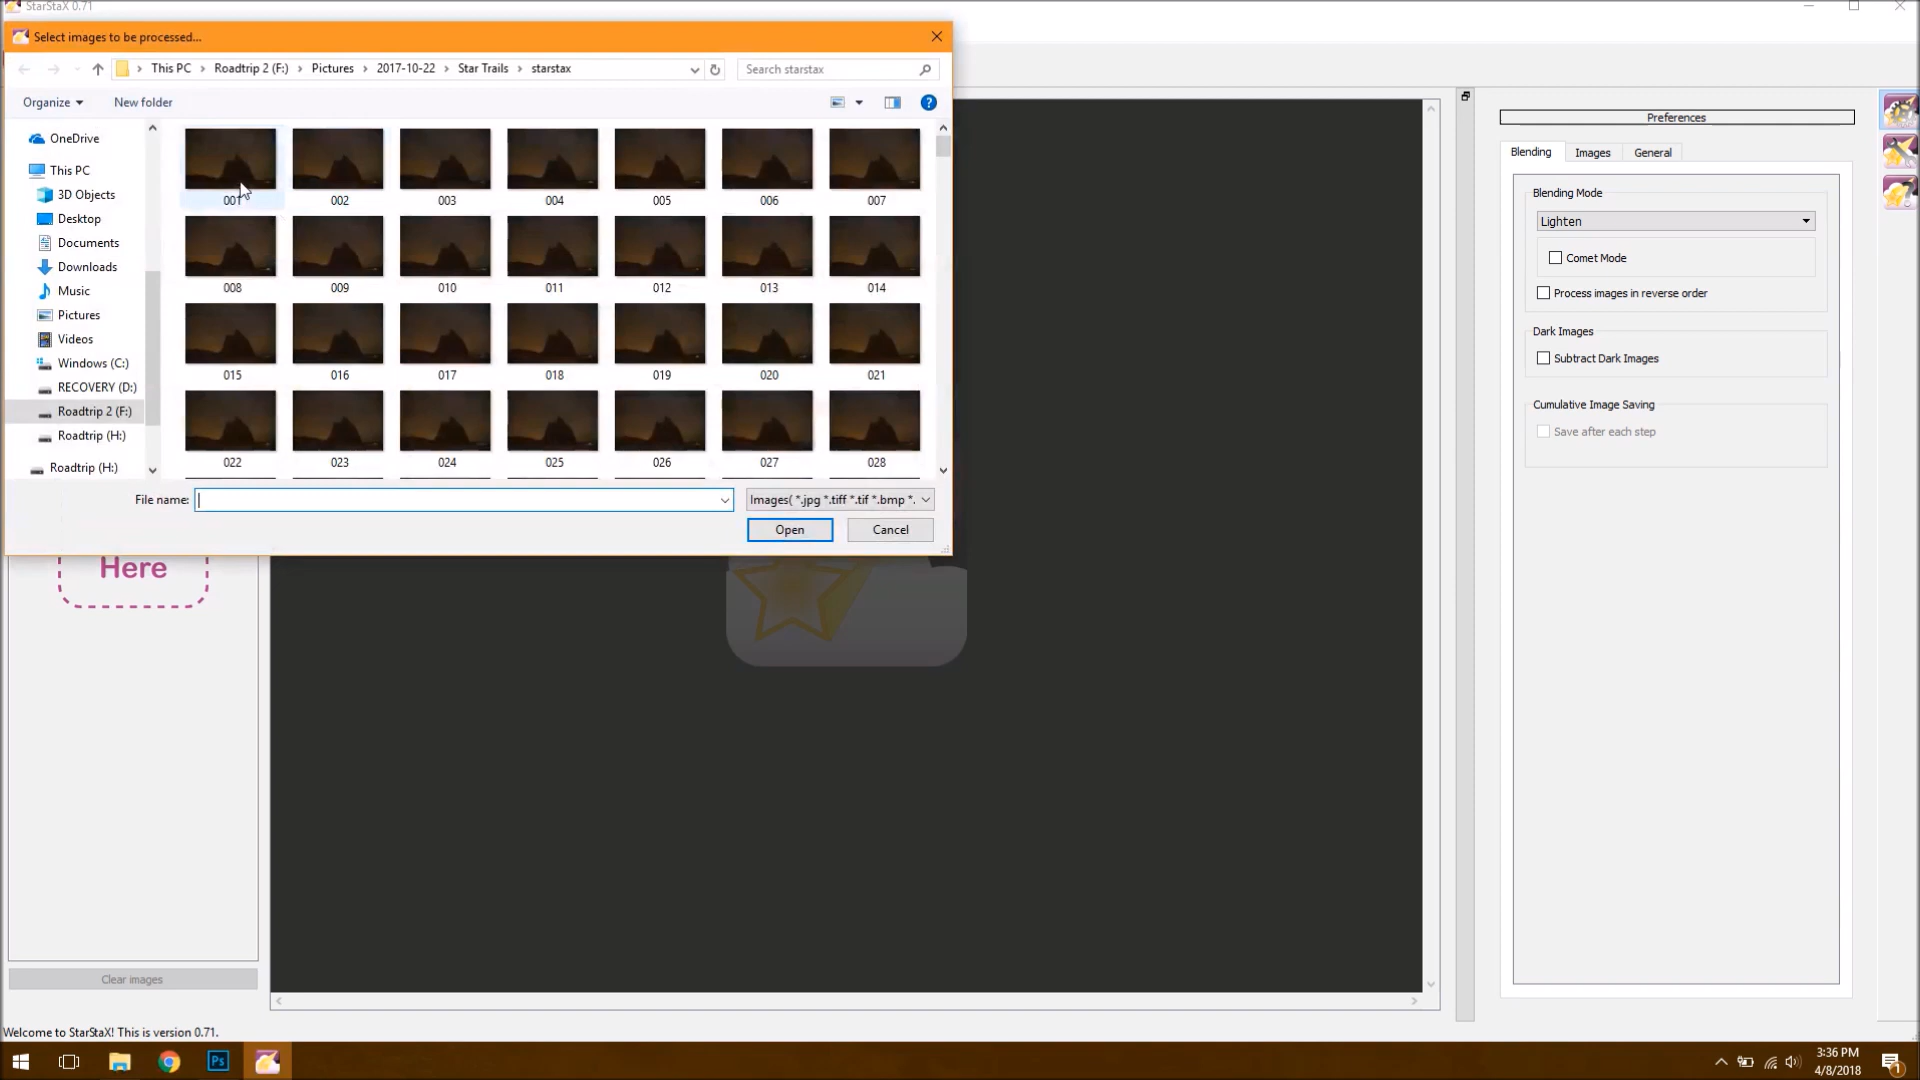 StarStaX 0.71
Select images to be processed...
This PC > Roadtrip 2 (F:) > Pictures > 2017-10-22 > Star Trails > starstax
Search starstax
Organize
New folder
OneDrive
This PC
3D Objects
Desktop
Documents
Downloads
Music
Pictures
Videos
Windows (C:)
RECOVERY (D:)
Roadtrip 2 (F:)
Roadtrip (H:)
Roadtrip (H:)
001 002 003 004 005 006 007
008 009 010 011 012 013 014
015 016 017 018 019 020 021
022 023 024 025 026 027 028
File name:
Images( *.jpg *.tiff *.tif *.bmp *.
Open
Cancel
Here
Clear images
Preferences
Blending Images General
Blending Mode
Lighten
Comet Mode
Process images in reverse order
Dark Images
Subtract Dark Images
Cumulative Image Saving
Save after each step
Welcome to StarStaX! This is version 0.71.
Ps
3:36 PM
4/8/2018
1